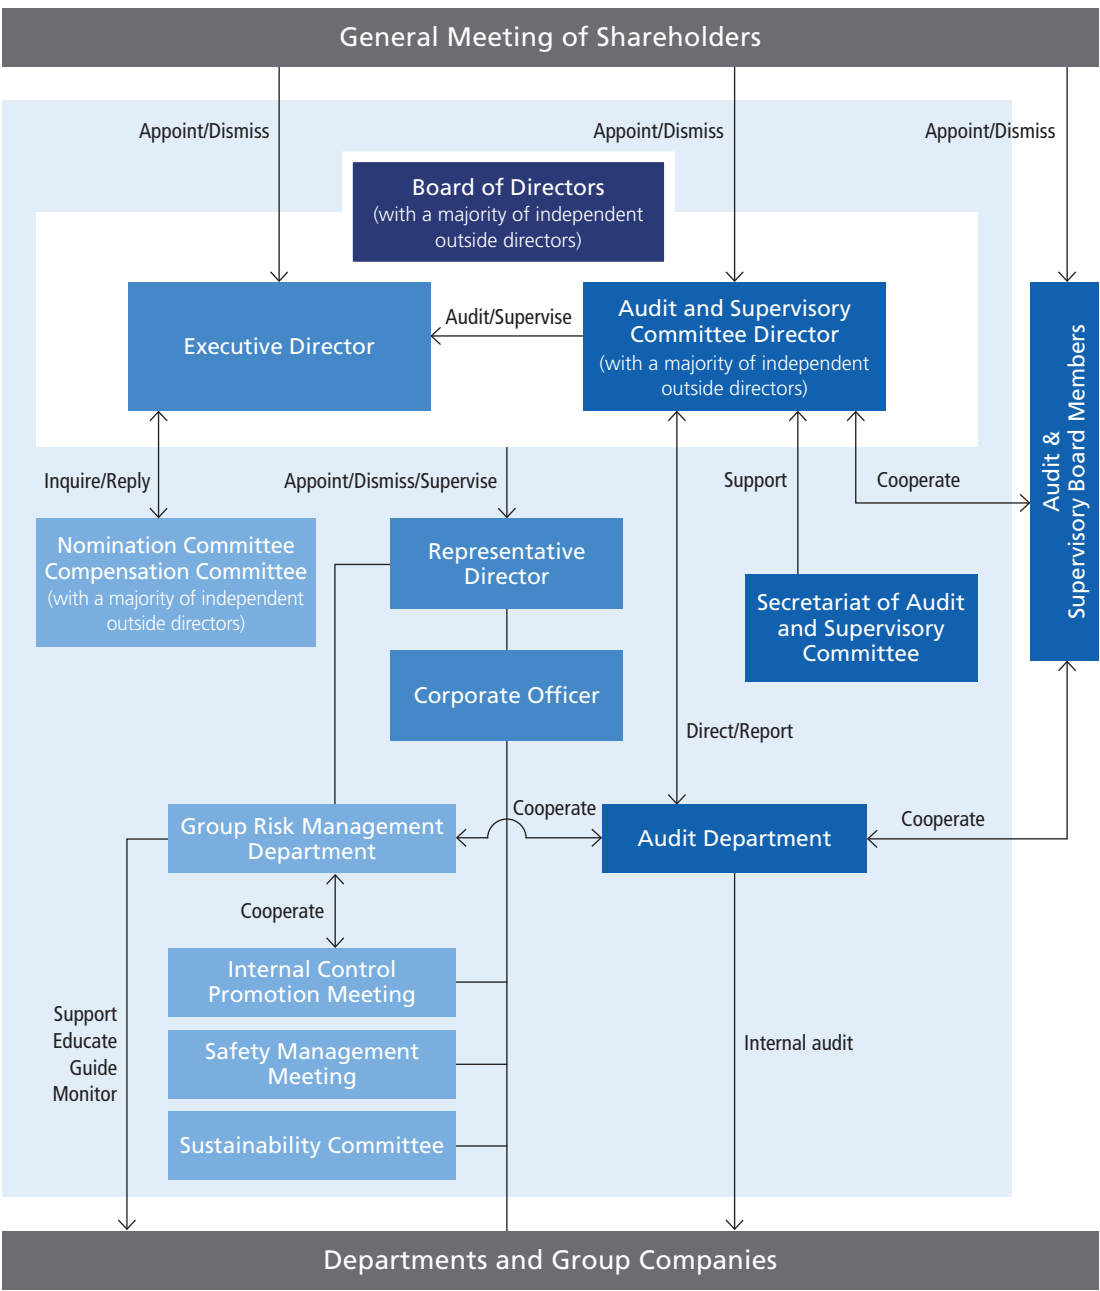 General Meeting of Shareholders
Appoint/Dismiss
Appoint/Dismiss
Appoint/Dismiss
Board of Directors
(with a majority of independent
outside directors)
Executive Director
Audit/Supervise
Audit and Supervisory
Committee Director
(with a majority of independent
outside directors)
Audit &
Supervisory Board Members
Inquire/Reply
Appoint/Dismiss/Supervise
Support
Cooperate
Nomination Committee
Compensation Committee
(with a majority of independent
outside directors)
Representative
Director
Secretariat of Audit
and Supervisory
Committee
Corporate Officer
Direct/Report
Group Risk Management
Department
Cooperate
Audit Department
Cooperate
Cooperate
Internal Control
Promotion Meeting
Support
Educate
Guide
Monitor
Safety Management
Meeting
Internal audit
Sustainability Committee
Departments and Group Companies